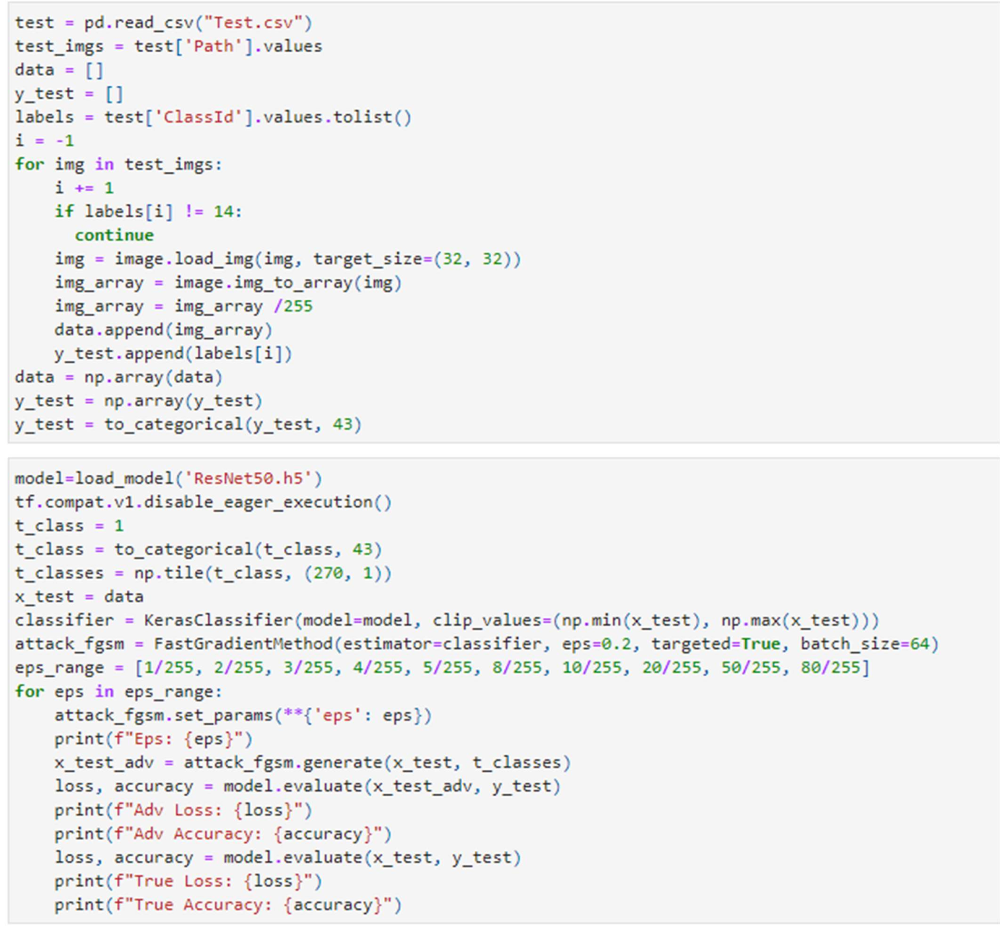 test = pd.read_csv("Test.csv")
test_imgs = test['Path'].values
data = []
y_test = []
labels = test['ClassId'].values.tolist()
i = -1
for img in test_imgs:
    i += 1
    if labels[i] != 14:
      continue
    img = image.load_img(img, target_size=(32, 32))
    img_array = image.img_to_array(img)
    img_array = img_array /255
    data.append(img_array)
    y_test.append(labels[i])
data = np.array(data)
y_test = np.array(y_test)
y_test = to_categorical(y_test, 43)
model=load_model('ResNet50.h5')
tf.compat.v1.disable_eager_execution()
t_class = 1
t_class = to_categorical(t_class, 43)
t_classes = np.tile(t_class, (270, 1))
x_test = data
classifier = KerasClassifier(model=model, clip_values=(np.min(x_test), np.max(x_test)))
attack_fgsm = FastGradientMethod(estimator=classifier, eps=0.2, targeted=True, batch_size=64)
eps_range = [1/255, 2/255, 3/255, 4/255, 5/255, 8/255, 10/255, 20/255, 50/255, 80/255]
for eps in eps_range:
    attack_fgsm.set_params(**{'eps': eps})
    print(f"Eps: {eps}")
    x_test_adv = attack_fgsm.generate(x_test, t_classes)
    loss, accuracy = model.evaluate(x_test_adv, y_test)
    print(f"Adv Loss: {loss}")
    print(f"Adv Accuracy: {accuracy}")
    loss, accuracy = model.evaluate(x_test, y_test)
    print(f"True Loss: {loss}")
    print(f"True Accuracy: {accuracy}")